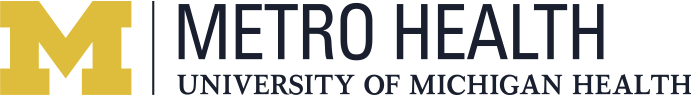 M
METRO HEALTH
UNIVERSITY OF MICHIGAN HEALTH